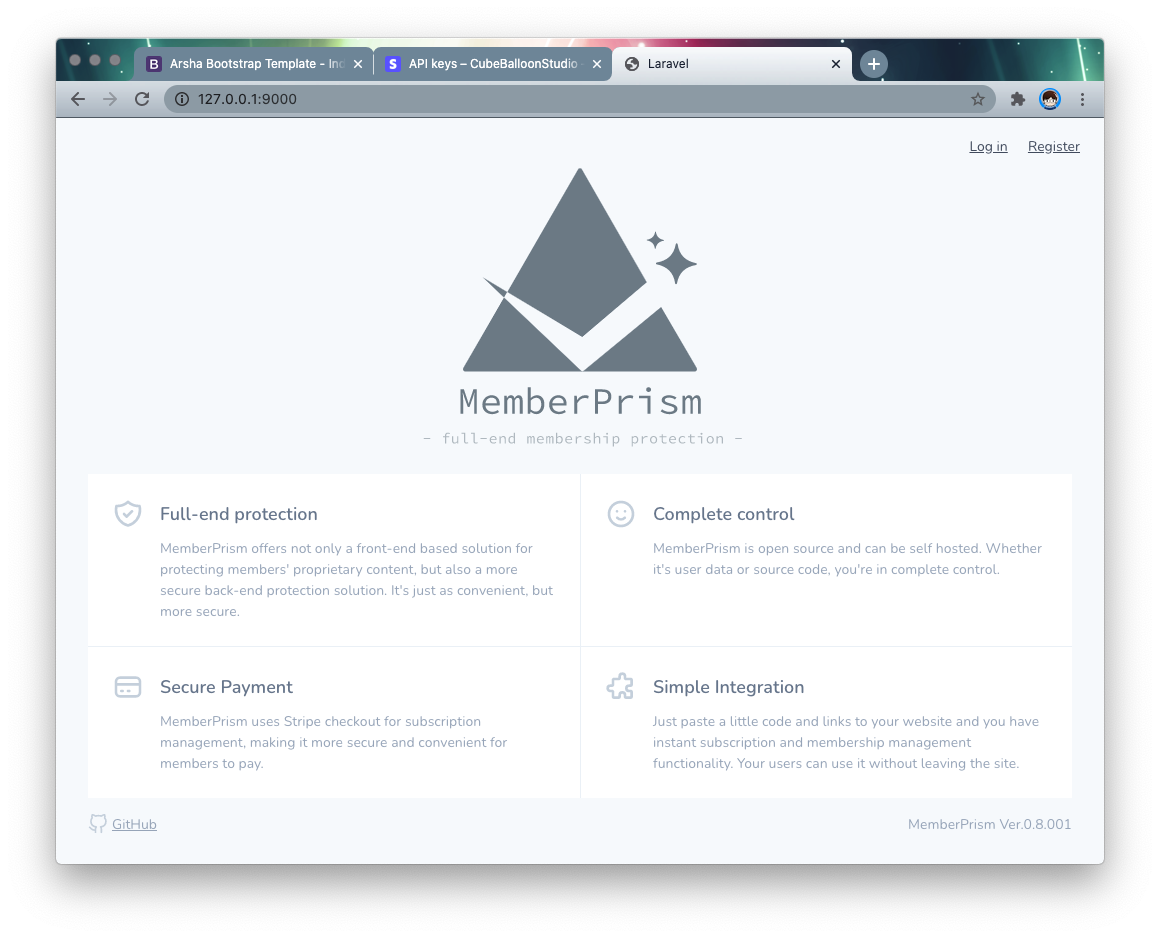 Arsha Bootstrap Template - Ind
API keys – CubeBalloonStudio -
Laravel
127.0.0.1:9000
Log in
Register
MemberPrism
- full-end membership protection -
Full-end protection
MemberPrism offers not only a front-end based solution for
protecting members' proprietary content, but also a more
secure back-end protection solution. It's just as convenient, but
more secure.
Complete control
MemberPrism is open source and can be self hosted. Whether
it's user data or source code, you're in complete control.
Secure Payment
MemberPrism uses Stripe checkout for subscription
management, making it more secure and convenient for
members to pay.
Simple Integration
Just paste a little code and links to your website and you have
instant subscription and membership management
functionality. Your users can use it without leaving the site.
GitHub
MemberPrism Ver.0.8.001